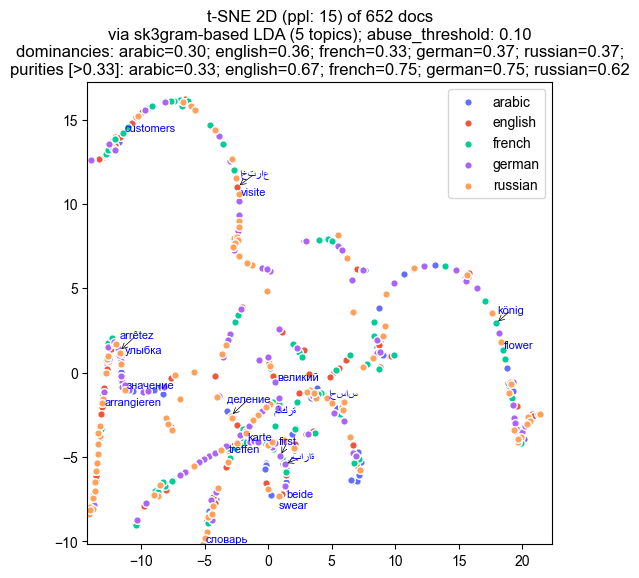 t-SNE 2D (ppl: 15) of 652 docs
via sk3gram-based LDA (5 topics); abuse_threshold: 0.10
dominancies: arabic=0.30; english=0.36; french=0.33; german=0.37; russian=0.37;
purities [>0.33]: arabic=0.33; english=0.67; french=0.75; german=0.75; russian=0.62
arabic
english
french
german
russian
customers
اختراع
visite
könig
flower
arrêtez
улыбка
значение
arrangieren
великий
احساس
деление
فكرة
karte
first
treffen
beide
swear
словарь
15
10
5
0
−5
−10
−10
−5
0
5
10
15
20